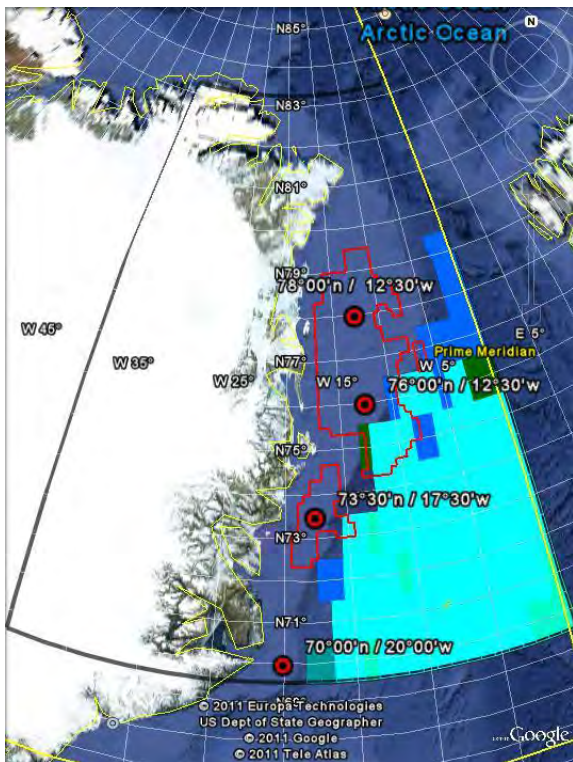 Arctic Ocean
N
N85°
N83°
N81°
N79°
78°00'n / 12°30'w
W 45°
W 35°
W 25°
N77°
W 15°
W 5°
E 5°
Prime Meridian
76°00'n / 12°30'w
N75°
73°30'n / 17°30'w
N73°
N71°
70°00'n / 20°00'w
© 2011 Europa Technologies
US Dept of State Geographer
© 2011 Google
© 2011 Tele Atlas
Google